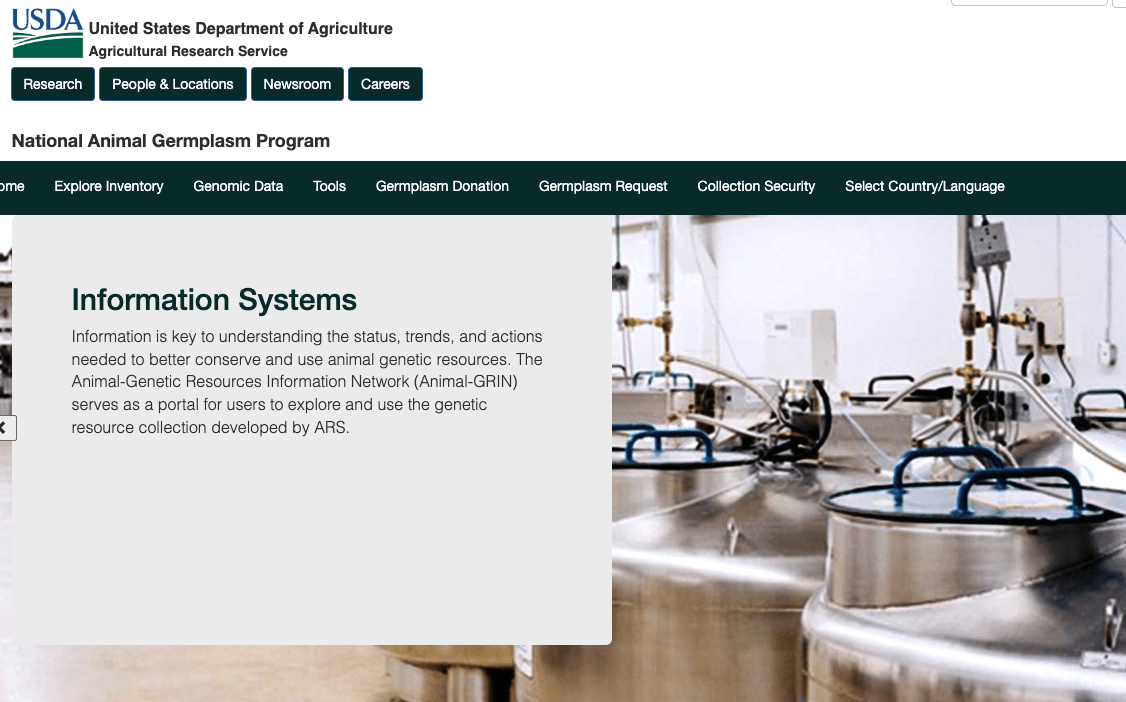 USDA
United States Department of Agriculture
Agricultural Research Service
Research People & Locations Newsroom Careers
National Animal Germplasm Program
ome Explore Inventory Genomic Data Tools Germplasm Donation Germplasm Request Collection Security Select Country/Language
Information Systems
Information is key to understanding the status, trends, and actions
needed to better conserve and use animal genetic resources. The
Animal-Genetic Resources Information Network (Animal-GRIN)
serves as a portal for users to explore and use the genetic
resource collection developed by ARS.